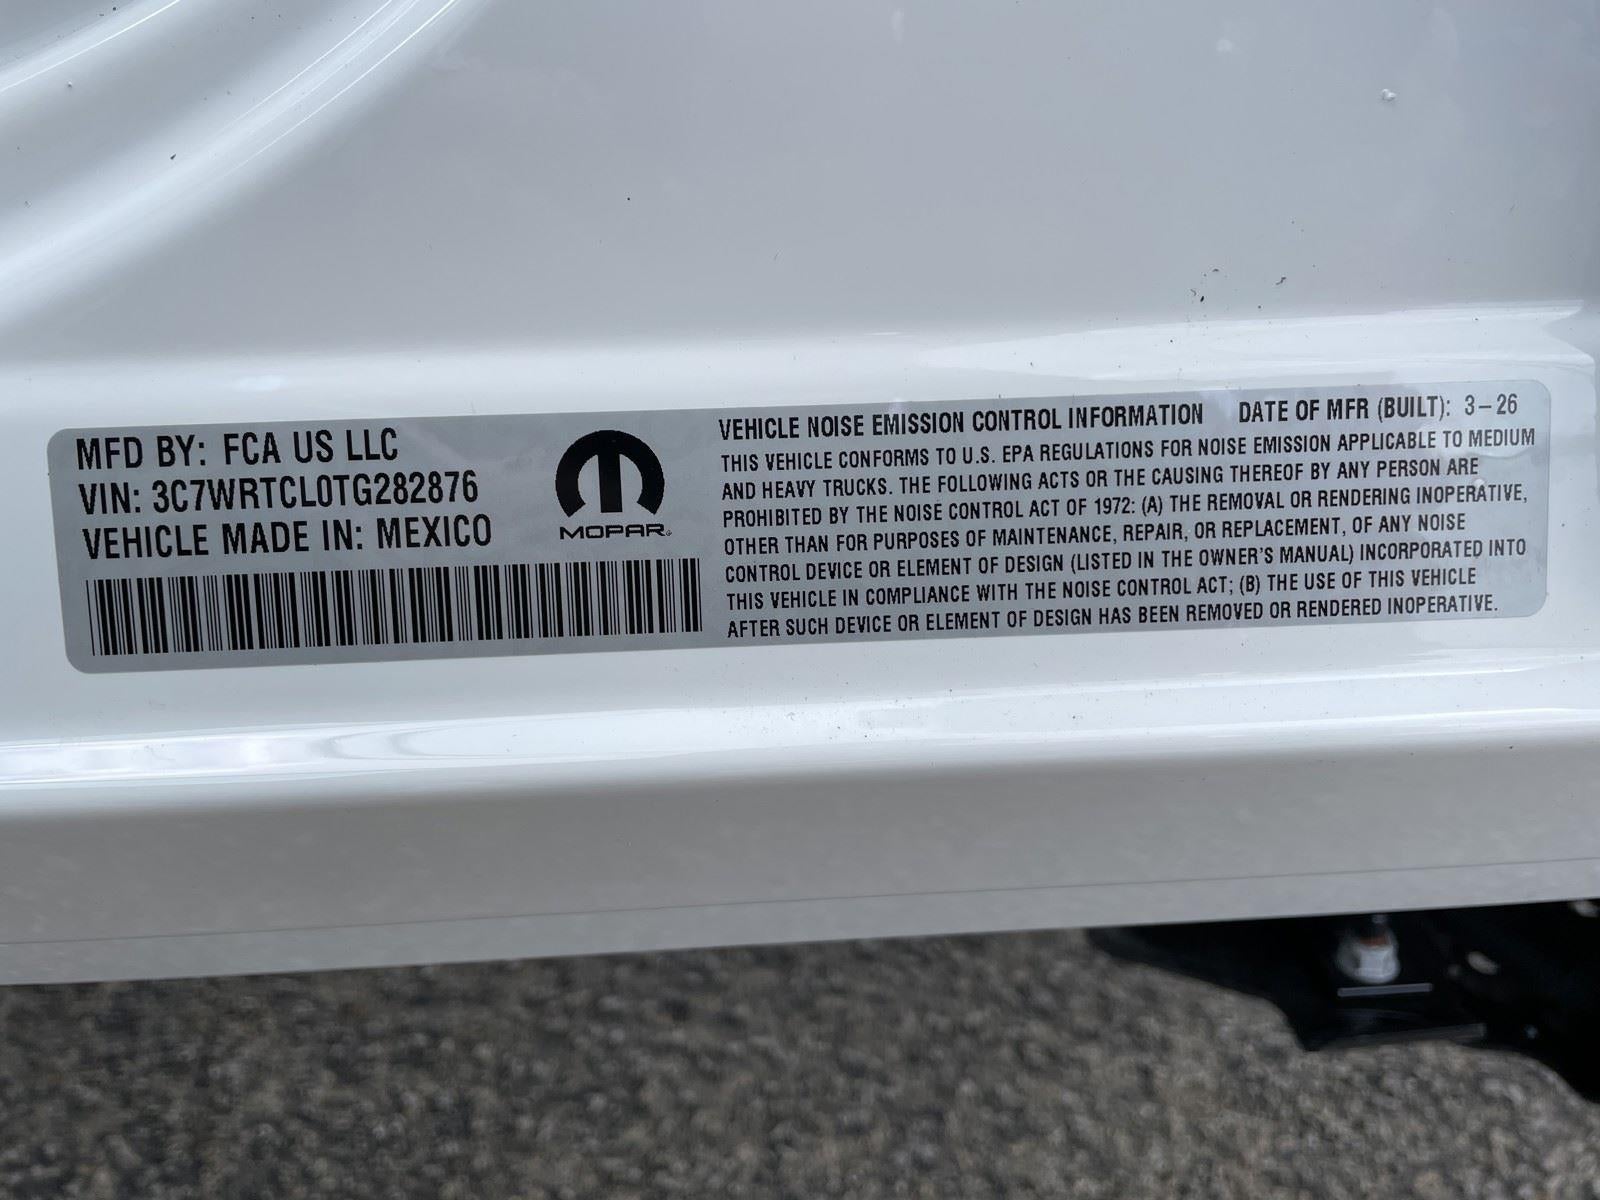 MFD BY: FCA US LLC
VIN: 3C7WRTCL0TG282876
VEHICLE MADE IN: MEXICO
MOPAR®
VEHICLE NOISE EMISSION CONTROL INFORMATION DATE OF MFR (BUILT): 3-26
THIS VEHICLE CONFORMS TO U.S. EPA REGULATIONS FOR NOISE EMISSION APPLICABLE TO MEDIUM
AND HEAVY TRUCKS. THE FOLLOWING ACTS OR THE CAUSING THEREOF BY ANY PERSON ARE
PROHIBITED BY THE NOISE CONTROL ACT OF 1972: (A) THE REMOVAL OR RENDERING INOPERATIVE,
OTHER THAN FOR PURPOSES OF MAINTENANCE, REPAIR, OR REPLACEMENT, OF ANY NOISE
CONTROL DEVICE OR ELEMENT OF DESIGN (LISTED IN THE OWNER'S MANUAL) INCORPORATED INTO
THIS VEHICLE IN COMPLIANCE WITH THE NOISE CONTROL ACT; (B) THE USE OF THIS VEHICLE
AFTER SUCH DEVICE OR ELEMENT OF DESIGN HAS BEEN REMOVED OR RENDERED INOPERATIVE.